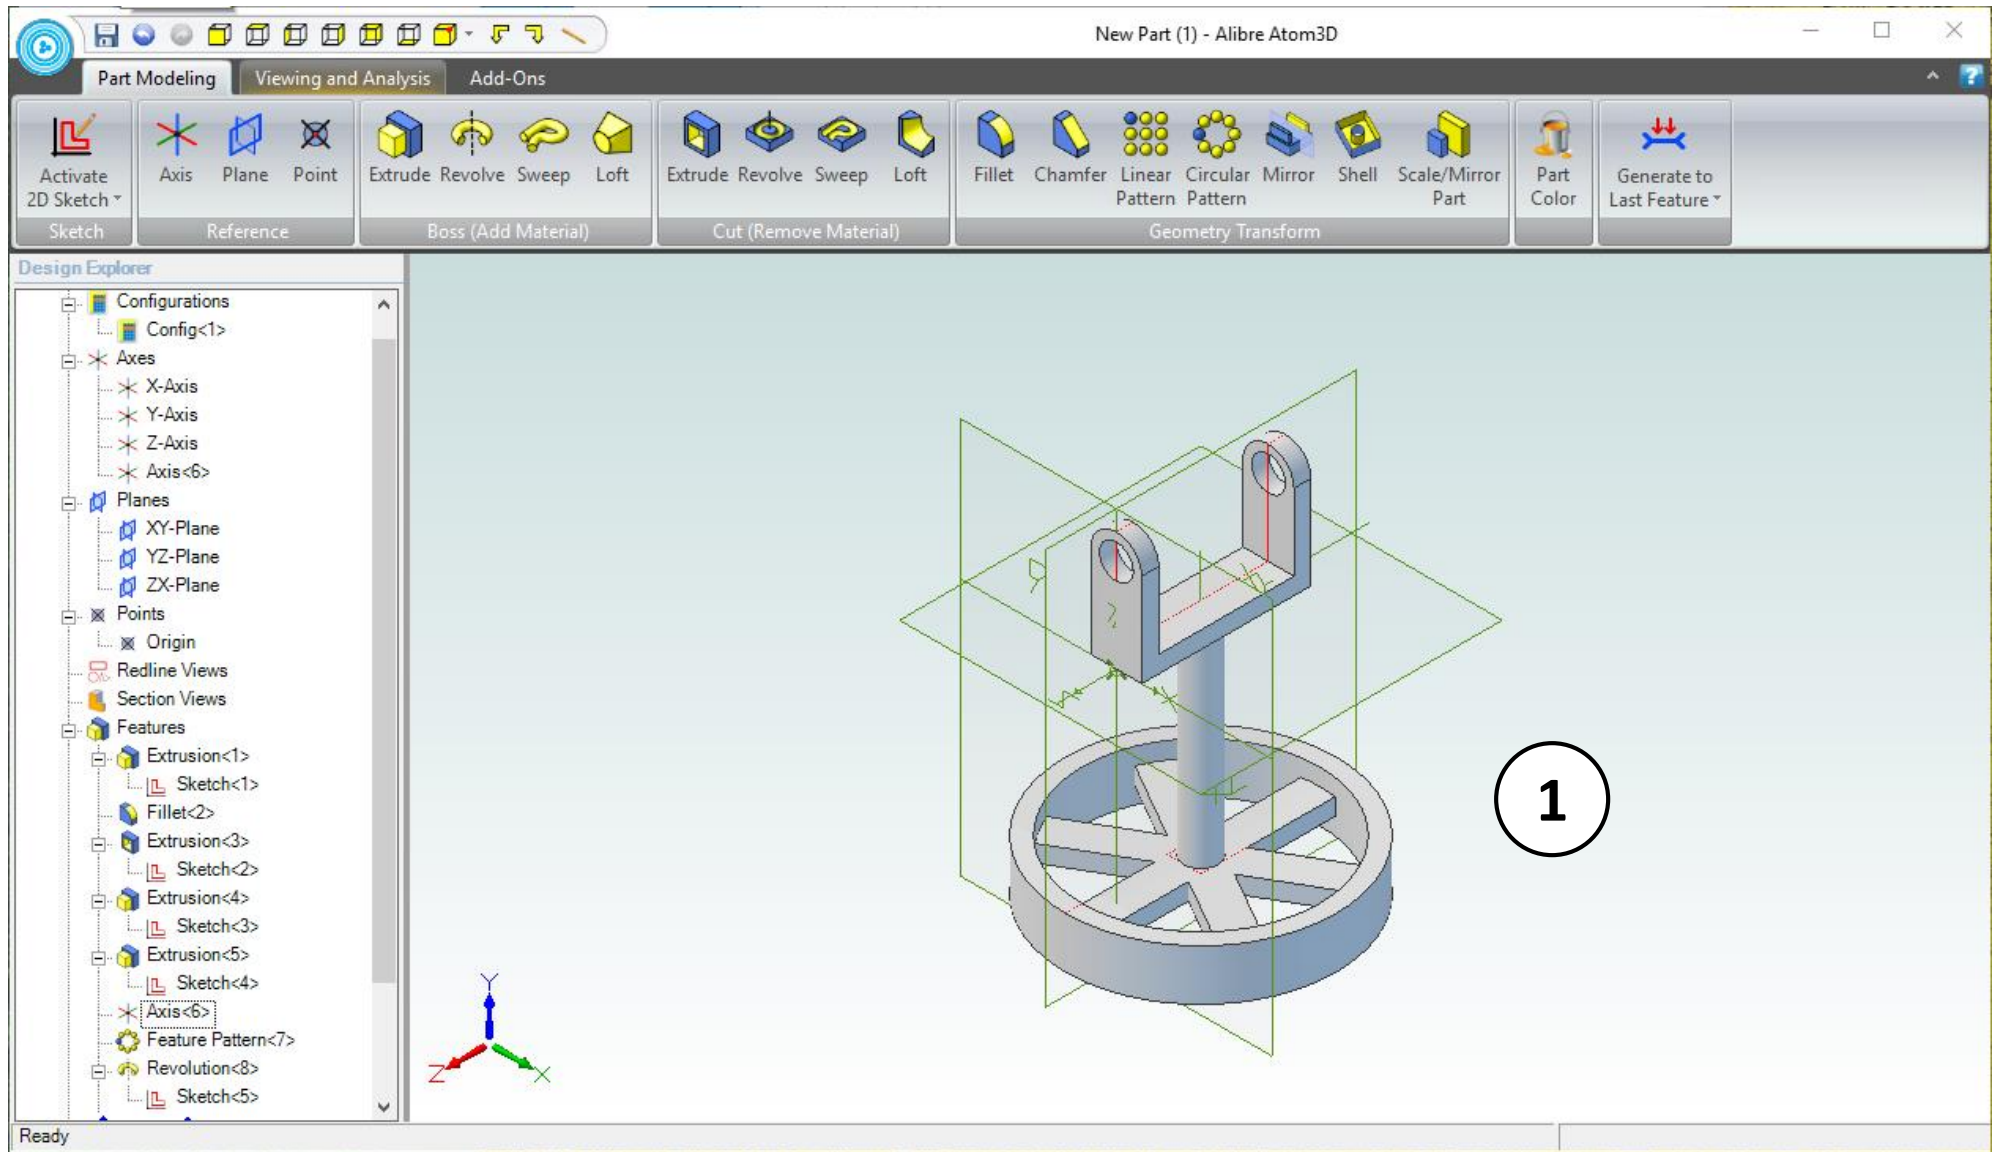 New Part (1) - Alibre Atom3D
Part Modeling Viewing and Analysis Add-Ons
Activate 2D Sketch
Axis Plane Point
Extrude Revolve Sweep Loft
Extrude Revolve Sweep Loft
Fillet Chamfer Linear Pattern Circular Pattern Mirror Shell Scale/Mirror Part
Part Color
Generate to Last Feature
Sketch Reference Boss (Add Material) Cut (Remove Material) Geometry Transform
Design Explorer
Configurations
Config<1>
Axes
X-Axis
Y-Axis
Z-Axis
Axis<6>
Planes
XY-Plane
YZ-Plane
ZX-Plane
Points
Origin
Redline Views
Section Views
Features
Extrusion<1>
Sketch<1>
Fillet<2>
Extrusion<3>
Sketch<2>
Extrusion<4>
Sketch<3>
Extrusion<5>
Sketch<4>
Axis<6>
Feature Pattern<7>
Revolution<8>
Sketch<5>
1
Y
Z
X
Ready